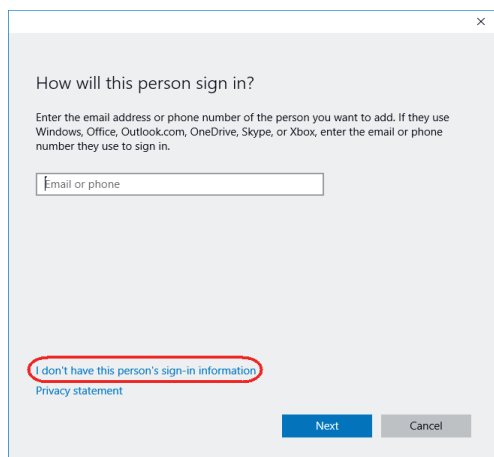 How will this person sign in?
Enter the email address or phone number of the person you want to add. If they use
Windows, Office, Outlook.com, OneDrive, Skype, or Xbox, enter the email or phone
number they use to sign in.
Email or phone
I don't have this person's sign-in information
Privacy statement
Next Cancel